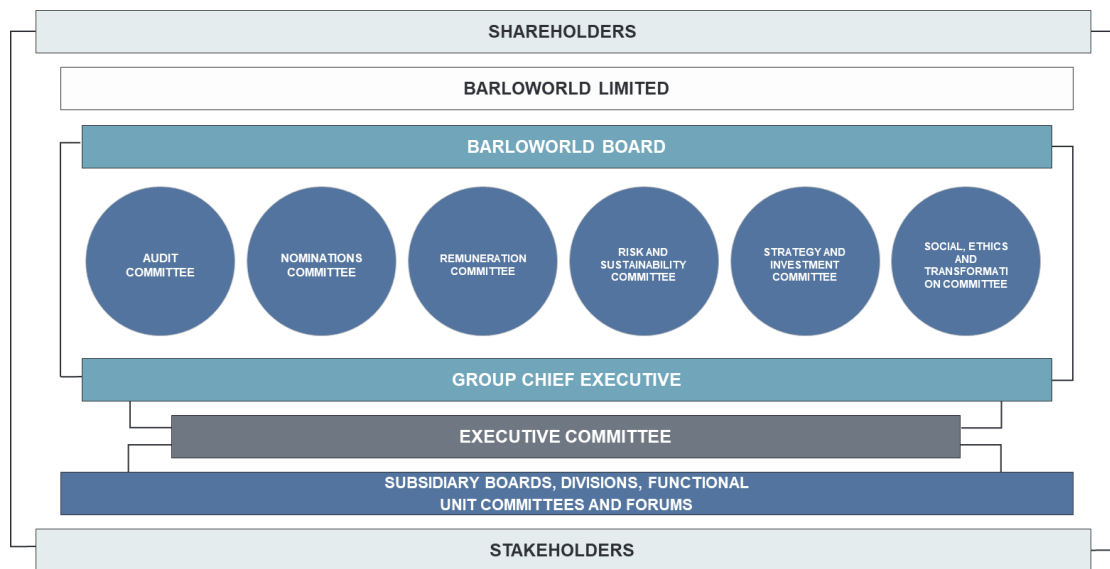 SHAREHOLDERS
BARLOWORLD LIMITED
BARLOWORLD BOARD
AUDIT
COMMITTEE
NOMINATIONS
COMMITTEE
REMUNERATION
COMMITTEE
RISK AND
SUSTAINABILITY
COMMITTEE
STRATEGY AND
INVESTMENT
COMMITTEE
SOCIAL, ETHICS
AND
TRANSFORMATI
ON COMMITTEE
GROUP CHIEF EXECUTIVE
EXECUTIVE COMMITTEE
SUBSIDIARY BOARDS, DIVISIONS, FUNCTIONAL
UNIT COMMITTEES AND FORUMS
STAKEHOLDERS